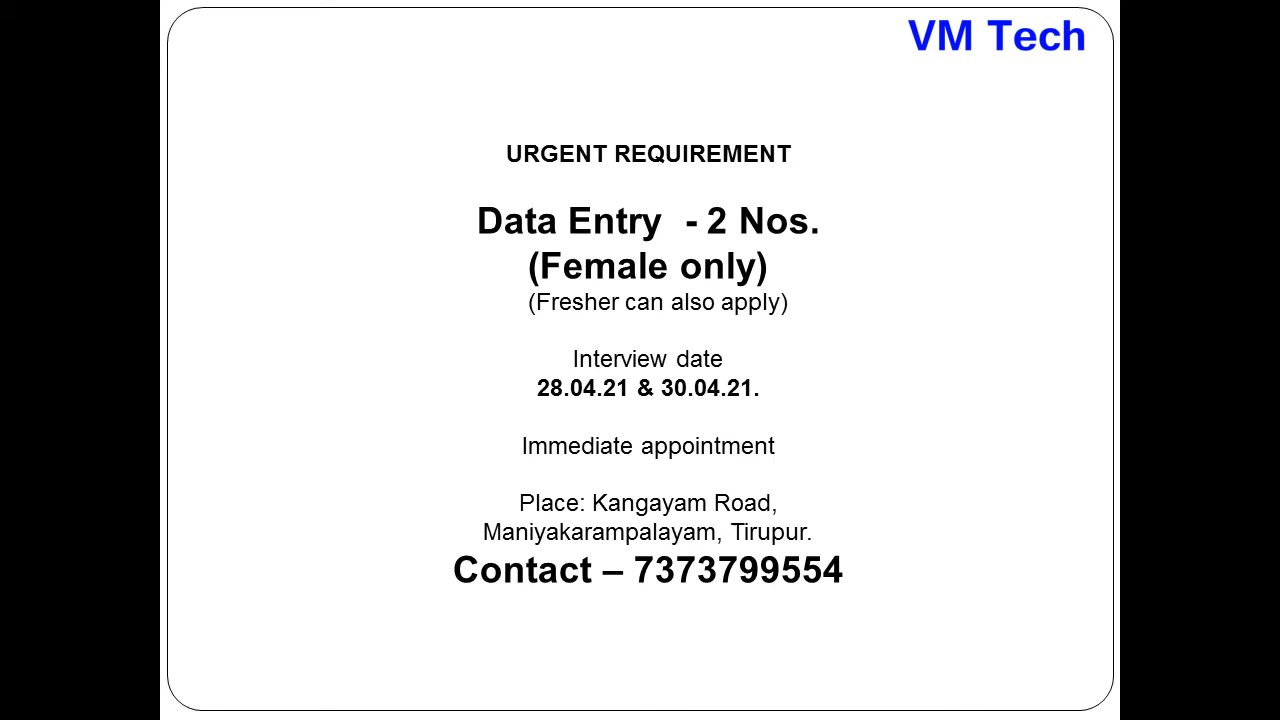 VM Tech
URGENT REQUIREMENT
Data Entry  - 2 Nos.
(Female only)
(Fresher can also apply)
Interview date
28.04.21 & 30.04.21.
Immediate appointment
Place: Kangayam Road,
Maniyakarampalayam, Tirupur.
Contact – 7373799554